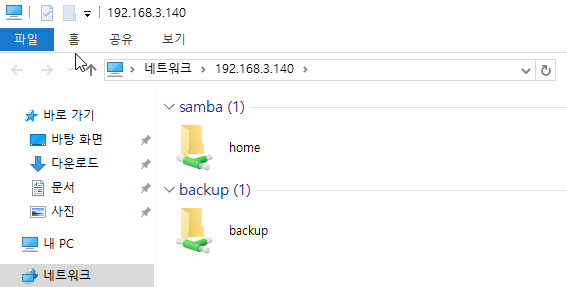 192.168.3.140
파일 홈 공유 보기
네트워크 192.168.3.140
바로 가기
바탕 화면
다운로드
문서
사진
내 PC
네트워크
samba (1)
home
backup (1)
backup